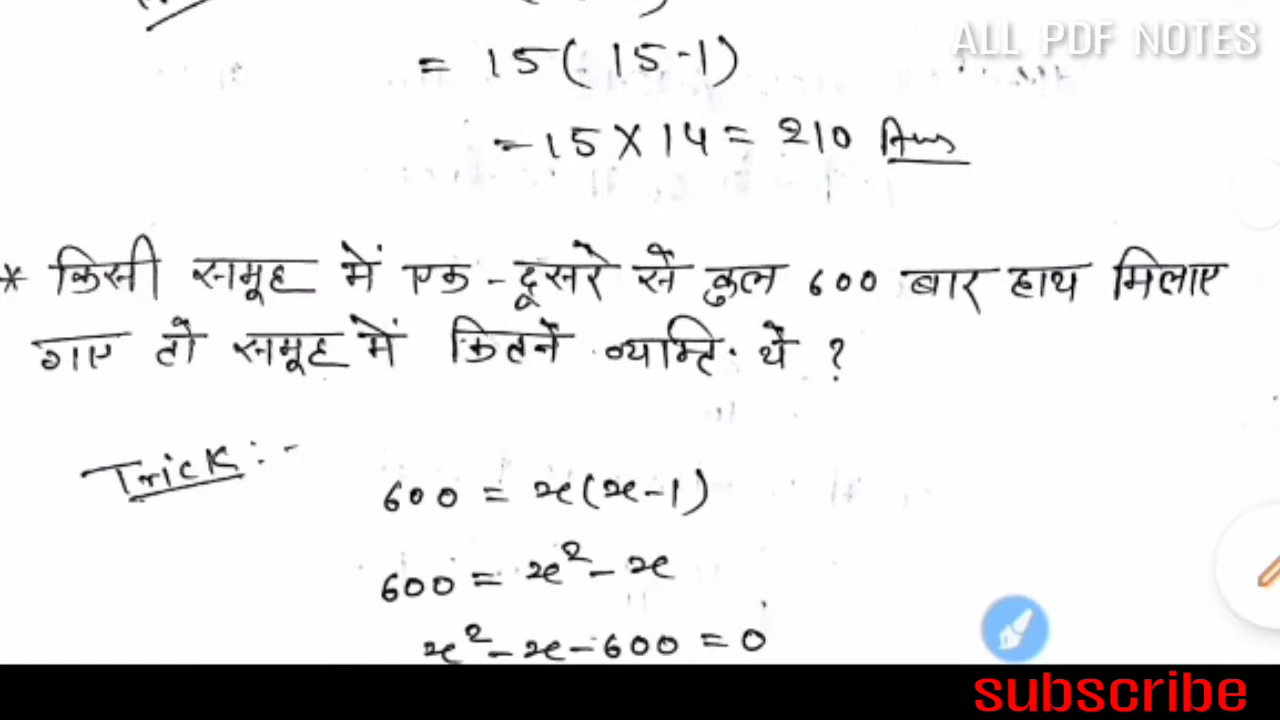 ALL PDF NOTES
= 15(15-1)
= 15 X 14 = 210 Ans
* किसी समूह में एक-दूसरे से कुल 600 बार हाथ मिलाए
गए तो समूह में कितने व्यक्ति थे ?
Trick :-
600 = x(x-1)
600 = x² - x
x² - x - 600 = 0
subscribe